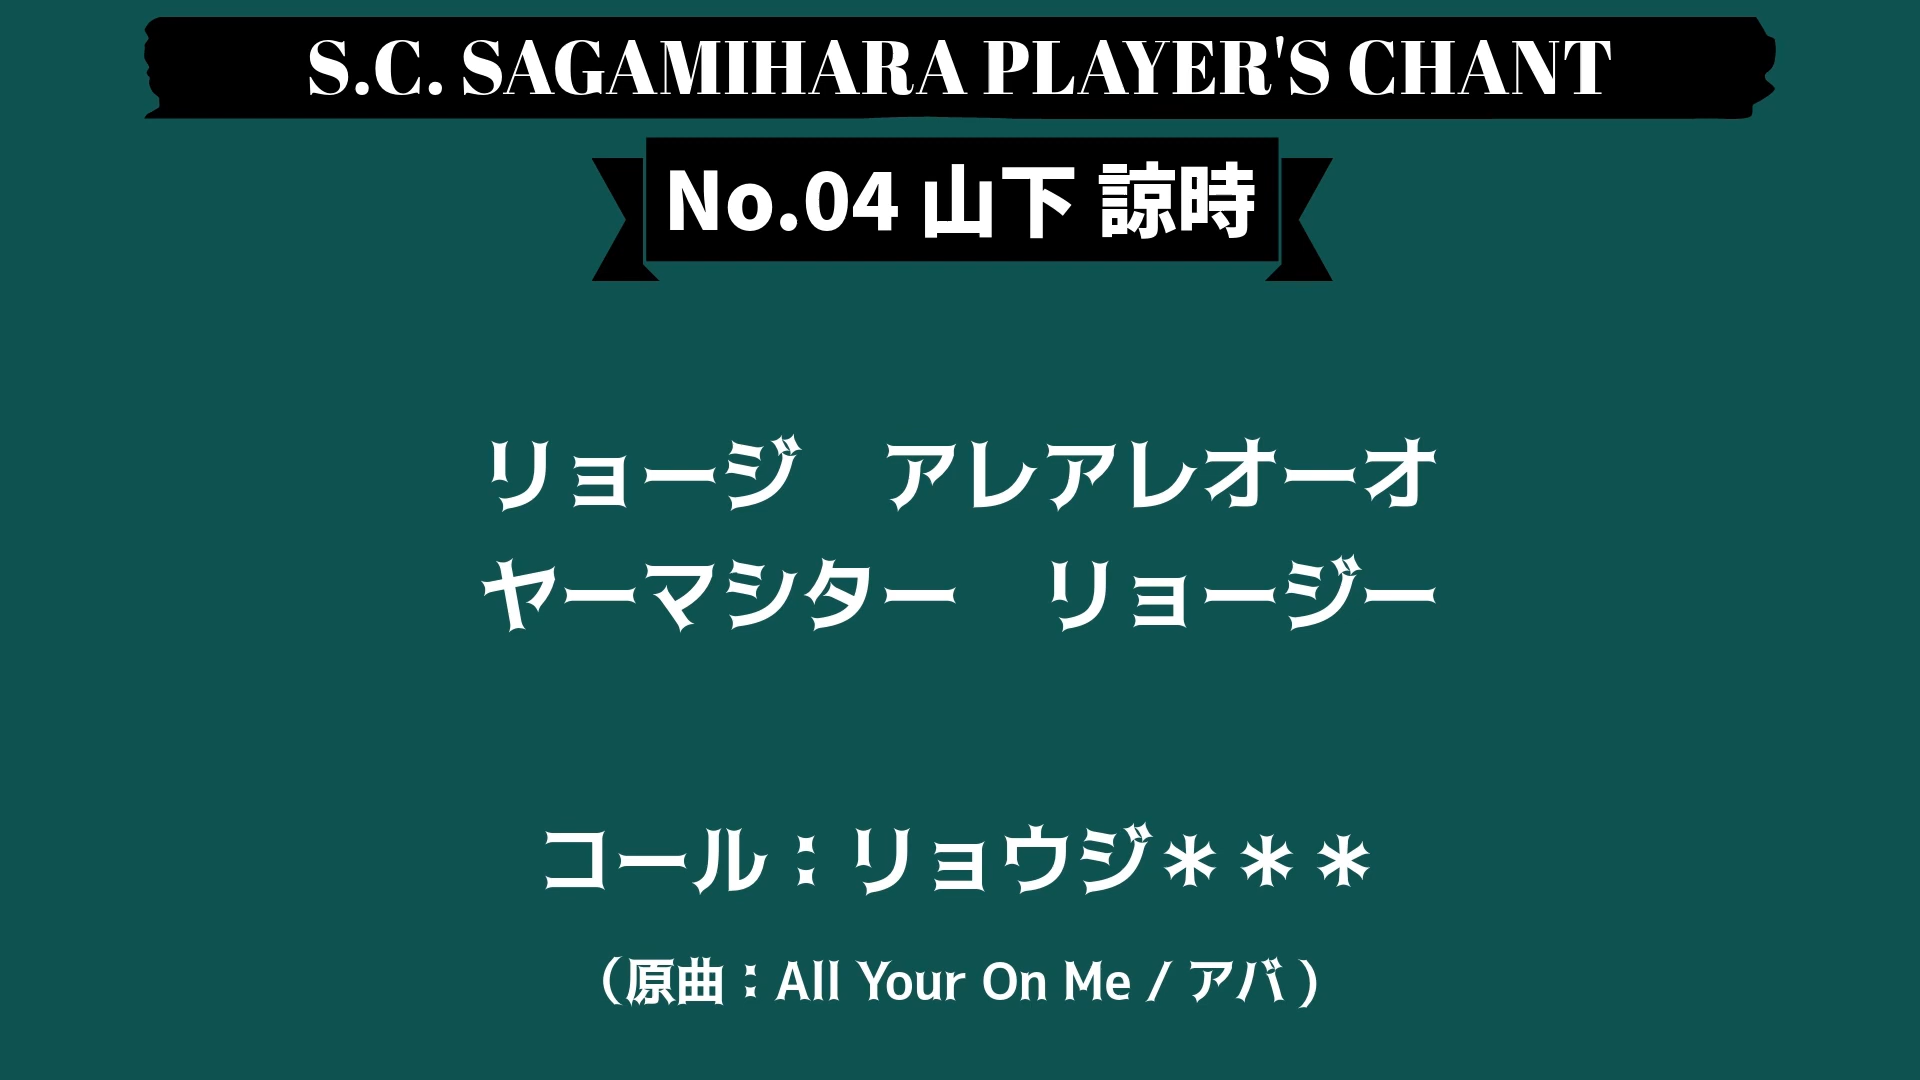 S.C. SAGAMIHARA PLAYER'S CHANT
No.04 山下 諒時
リョージ　アレアレオーオ
ヤーマシター　リョージー
コール：リョウジ＊＊＊
（原曲：All Your On Me / アバ ）